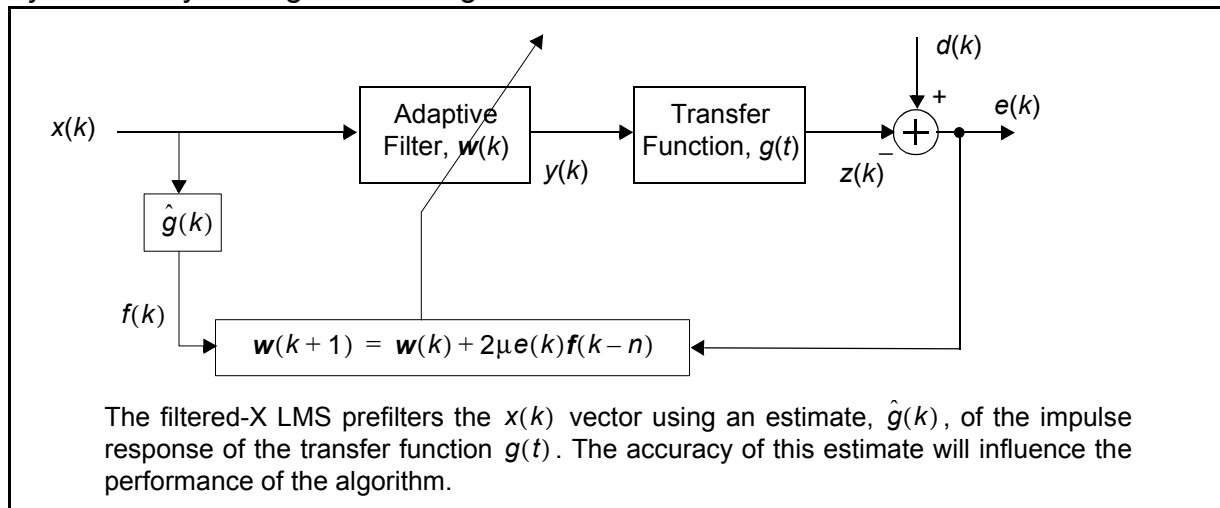 d(k)
+
e(k)
x(k)
Adaptive
Filter, w(k)
Transfer
Function, g(t)
+
y(k)
z(k)
–
ĝ(k)
f(k)
w(k + 1) = w(k) + 2μe(k)f(k – n)
The filtered-X LMS prefilters the x(k) vector using an estimate, ĝ(k), of the impulse
response of the transfer function g(t). The accuracy of this estimate will influence the
performance of the algorithm.